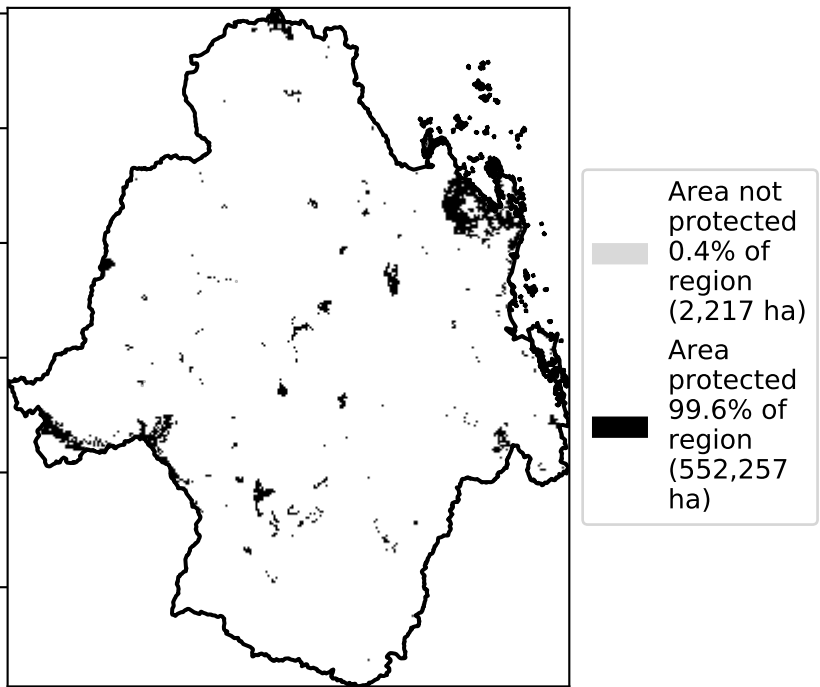 Area not
protected
0.4% of
region
(2,217 ha)
Area
protected
99.6% of
region
(552,257
ha)